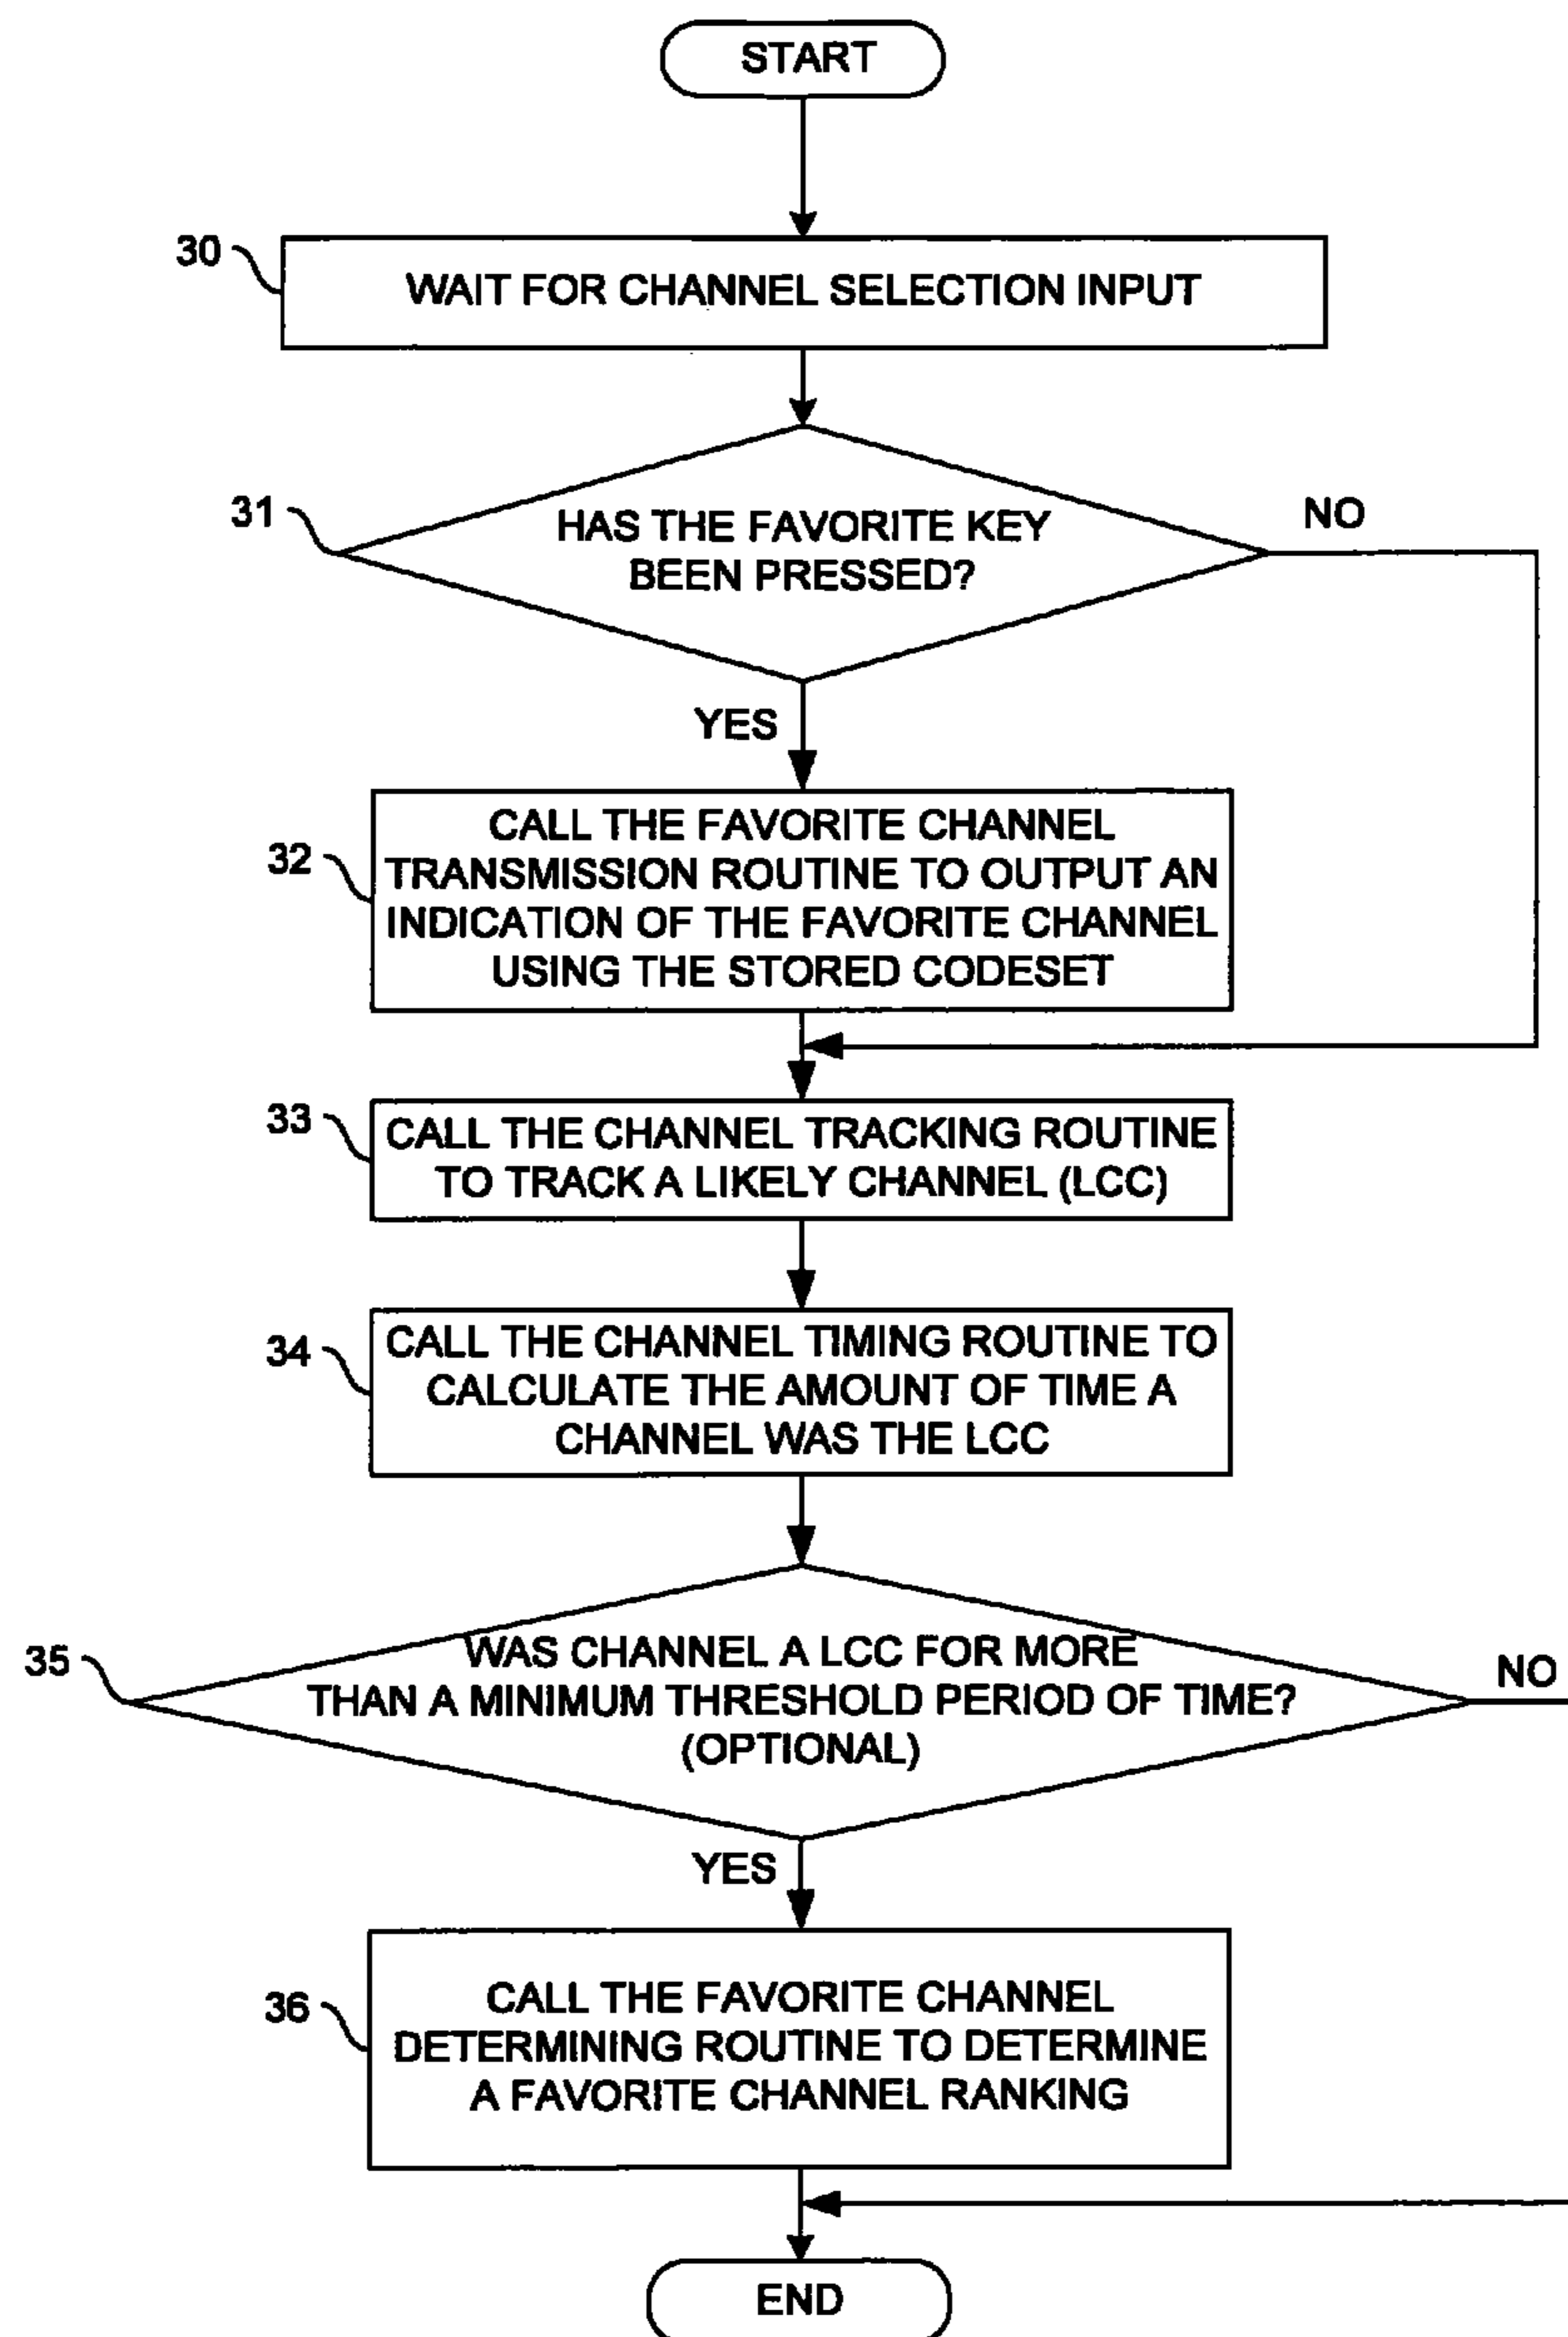 START
30
WAIT FOR CHANNEL SELECTION INPUT
31
HAS THE FAVORITE KEY
BEEN PRESSED?
NO
YES
32
CALL THE FAVORITE CHANNEL
TRANSMISSION ROUTINE TO OUTPUT AN
INDICATION OF THE FAVORITE CHANNEL
USING THE STORED CODESET
33
CALL THE CHANNEL TRACKING ROUTINE
TO TRACK A LIKELY CHANNEL (LCC)
34
CALL THE CHANNEL TIMING ROUTINE TO
CALCULATE THE AMOUNT OF TIME A
CHANNEL WAS THE LCC
35
WAS CHANNEL A LCC FOR MORE
THAN A MINIMUM THRESHOLD PERIOD OF TIME?
(OPTIONAL)
NO
YES
36
CALL THE FAVORITE CHANNEL
DETERMINING ROUTINE TO DETERMINE
A FAVORITE CHANNEL RANKING
END